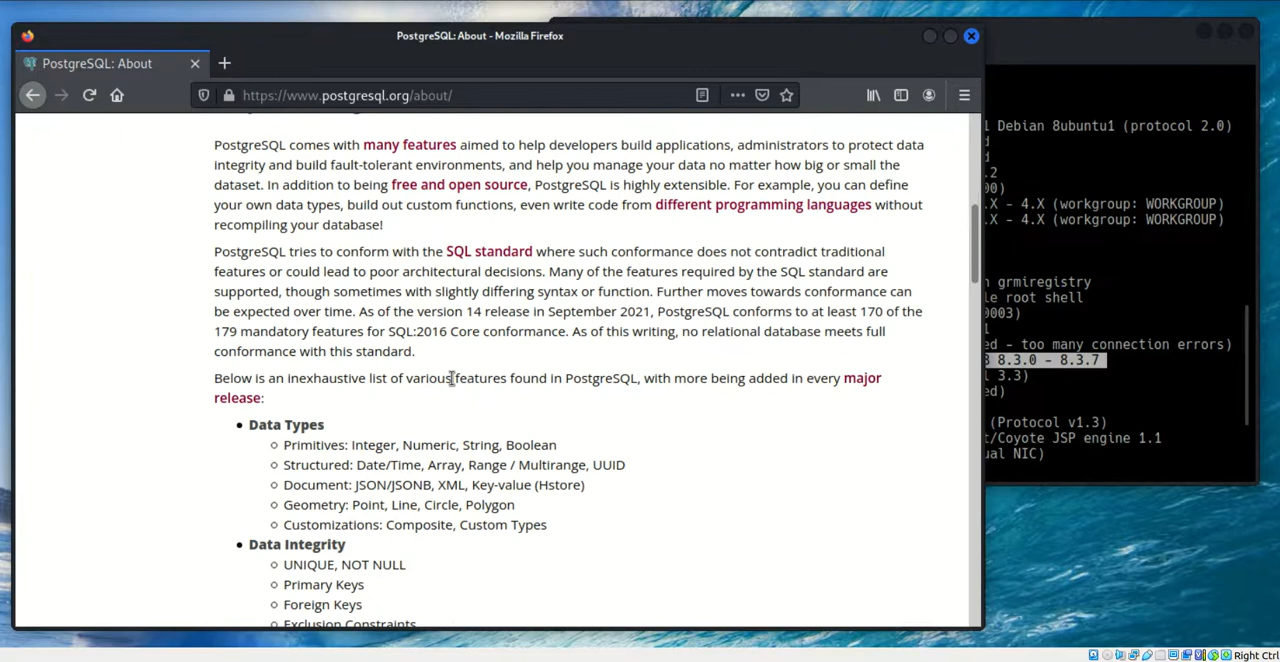 PostgreSQL: About - Mozilla Firefox
PostgreSQL: About
https://www.postgresql.org/about/
PostgreSQL comes with many features aimed to help developers build applications, administrators to protect data
integrity and build fault-tolerant environments, and help you manage your data no matter how big or small the
dataset. In addition to being free and open source, PostgreSQL is highly extensible. For example, you can define
your own data types, build out custom functions, even write code from different programming languages without
recompiling your database!
PostgreSQL tries to conform with the SQL standard where such conformance does not contradict traditional
features or could lead to poor architectural decisions. Many of the features required by the SQL standard are
supported, though sometimes with slightly differing syntax or function. Further moves towards conformance can
be expected over time. As of the version 14 release in September 2021, PostgreSQL conforms to at least 170 of the
179 mandatory features for SQL:2016 Core conformance. As of this writing, no relational database meets full
conformance with this standard.
Below is an inexhaustive list of various features found in PostgreSQL, with more being added in every major
release:
Data Types
Primitives: Integer, Numeric, String, Boolean
Structured: Date/Time, Array, Range / Multirange, UUID
Document: JSON/JSONB, XML, Key-value (Hstore)
Geometry: Point, Line, Circle, Polygon
Customizations: Composite, Custom Types
Data Integrity
UNIQUE, NOT NULL
Primary Keys
Foreign Keys
Exclusion Constraints
1 Debian 8ubuntu1 (protocol 2.0)
d
d
.2
00)
.X - 4.X (workgroup: WORKGROUP)
.X - 4.X (workgroup: WORKGROUP)
n grmiregistry
le root shell
0003)
1
ed - too many connection errors)
8.3.0 - 8.3.7
l 3.3)
ed)
(Protocol v1.3)
t/Coyote JSP engine 1.1
ual NIC)
Right Ctrl